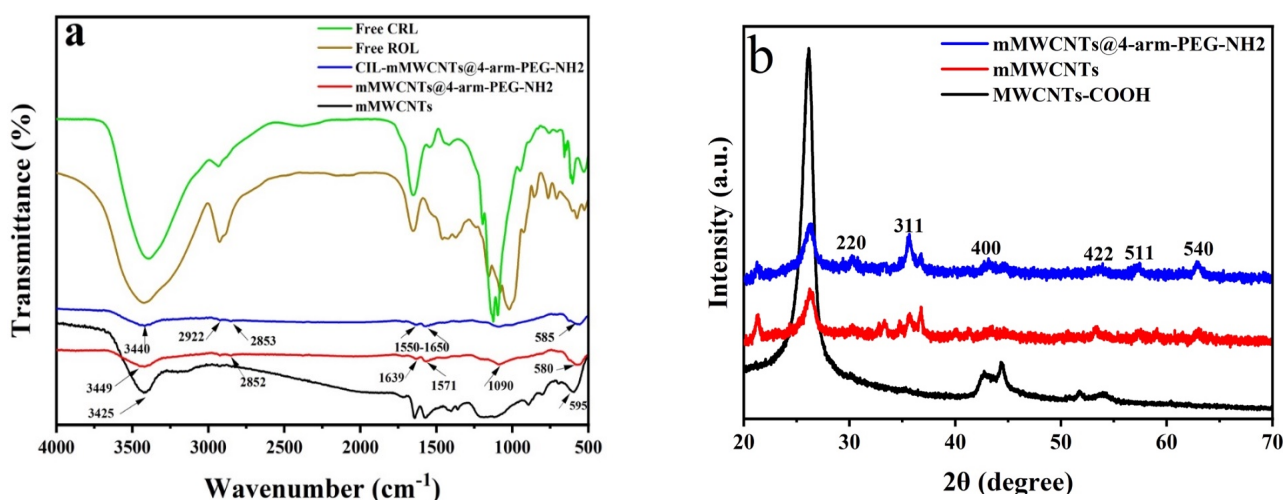 a
Free CRL
Free ROL
CIL-mMWCNTs@4-arm-PEG-NH2
mMWCNTs@4-arm-PEG-NH2
mMWCNTs
Transmittance (%)
3440
2922
2853
1550-1650
585
3449
2852
1639
1571
1090
580
3425
595
4000 3500 3000 2500 2000 1500 1000 500
Wavenumber (cm-1)
b
mMWCNTs@4-arm-PEG-NH2
mMWCNTs
MWCNTs-COOH
Intensity (a.u.)
220
311
400
422
511
540
20 30 40 50 60 70
2θ (degree)